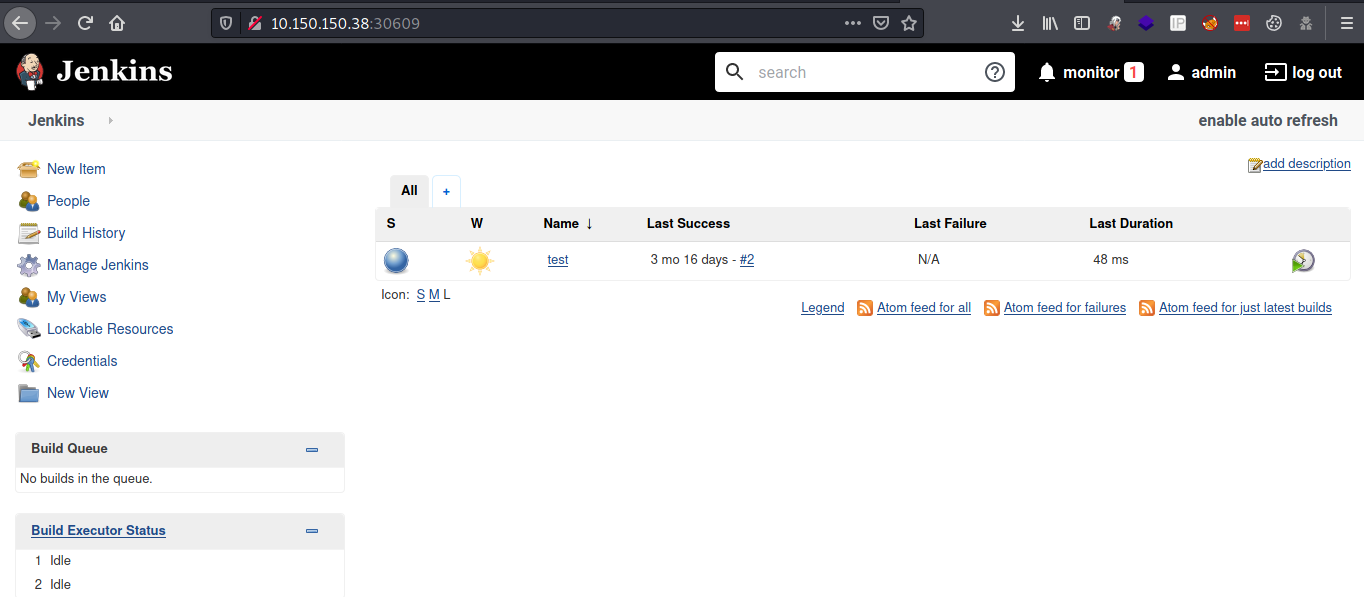 10.150.150.38:30609
IP
Jenkins
search
?
monitor 1
admin
log out
Jenkins
enable auto refresh
New Item
People
Build History
Manage Jenkins
My Views
Lockable Resources
Credentials
New View
Build Queue
No builds in the queue.
Build Executor Status
1 Idle
2 Idle
add description
All +
S W Name ↓ Last Success Last Failure Last Duration
test 3 mo 16 days - #2 N/A 48 ms
Icon: S M L
Legend Atom feed for all Atom feed for failures Atom feed for just latest builds